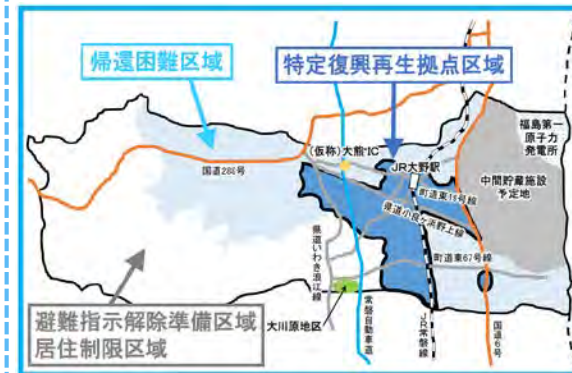 帰還困難区域
特定復興再生拠点区域
福島第一
原子力
発電所
(仮称)大熊IC
JR大野駅
中間貯蔵施設
予定地
国道288号
町道東16号線
県道小良ヶ浜野上線
県道いわき浪江線
町道東67号線
避難指示解除準備区域
居住制限区域
大川原地区
常磐自動車道
JR常磐線
国道6号